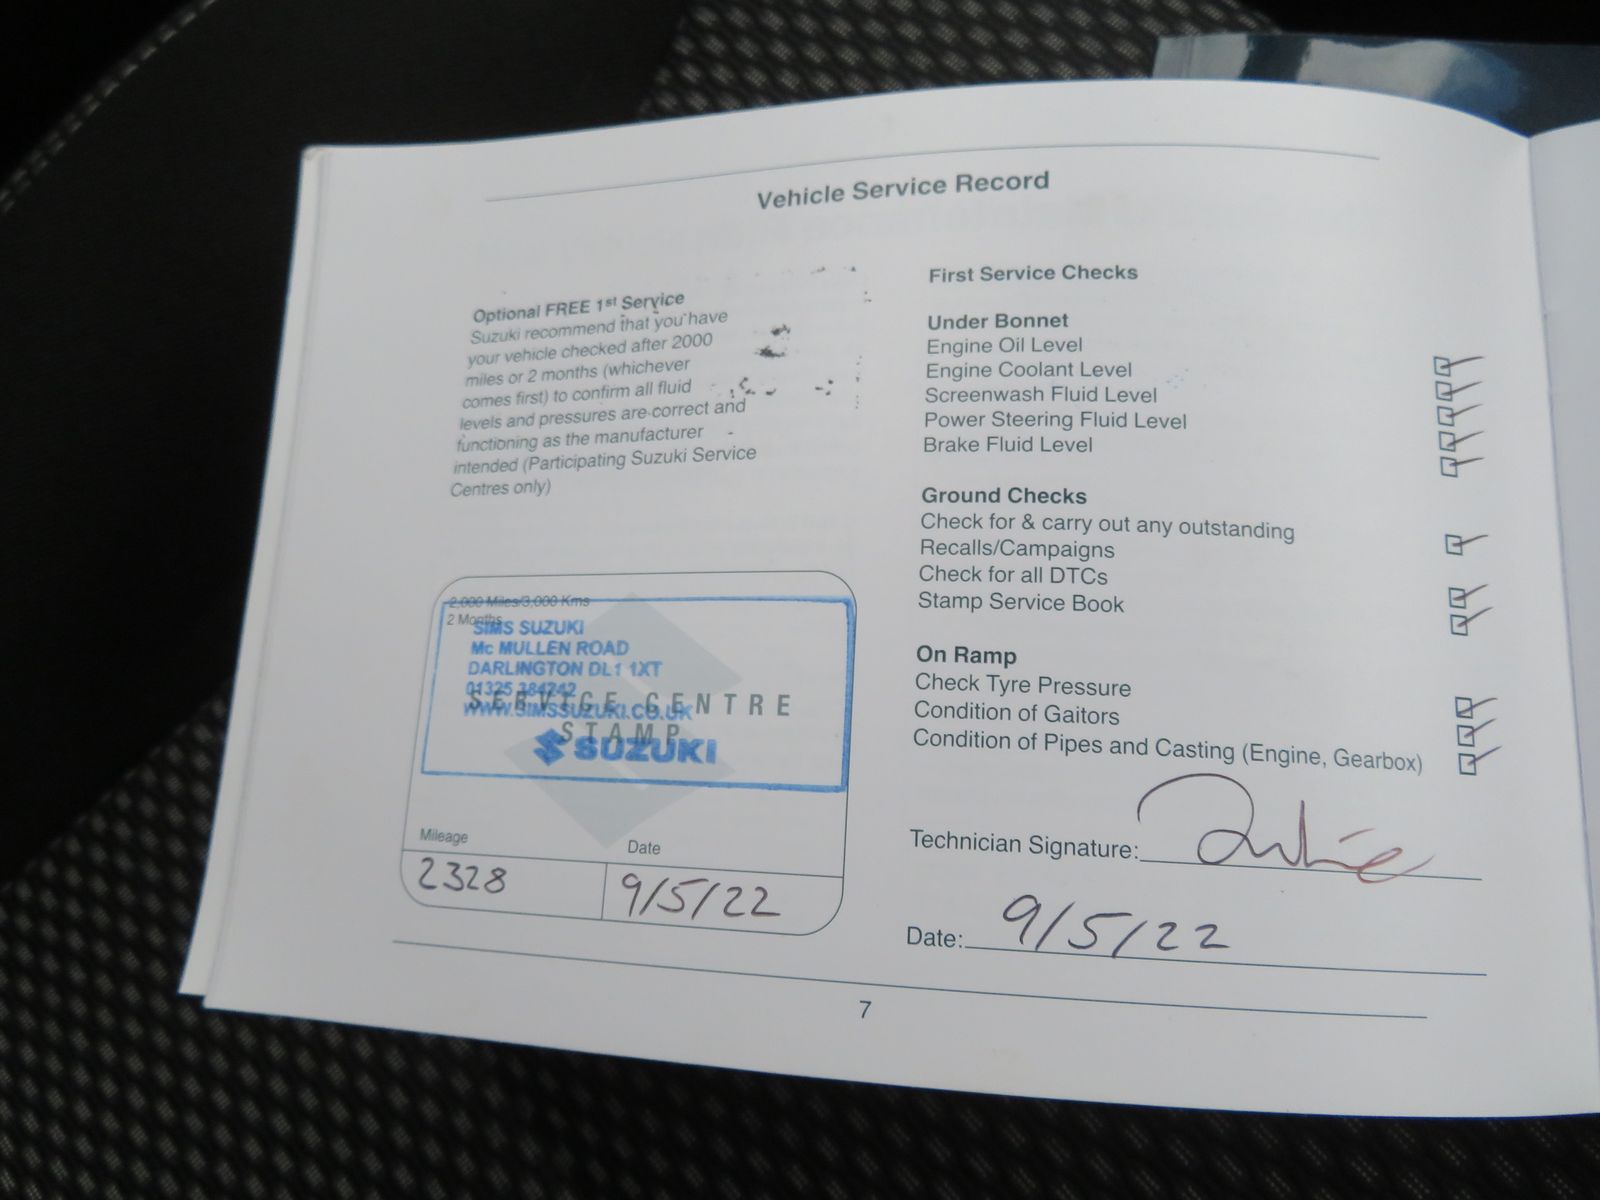 Vehicle Service Record
Optional FREE 1st Service
Suzuki recommend that you have
your vehicle checked after 2000
miles or 2 months (whichever
comes first) to confirm all fluid
levels and pressures are correct and
functioning as the manufacturer
intended (Participating Suzuki Service
Centres only)
2,000 Miles/3,000 Kms
2 Months
SIMS SUZUKI
Mc MULLEN ROAD
DARLINGTON DL1 1XT
01325 384242
WWW.SIMSSUZUKI.CO.UK
SERVICE CENTRE
STAMP
SUZUKI
Mileage
Date
2328
9/5/22
First Service Checks
Under Bonnet
Engine Oil Level
Engine Coolant Level
Screenwash Fluid Level
Power Steering Fluid Level
Brake Fluid Level
Ground Checks
Check for & carry out any outstanding
Recalls/Campaigns
Check for all DTCs
Stamp Service Book
On Ramp
Check Tyre Pressure
Condition of Gaitors
Condition of Pipes and Casting (Engine, Gearbox)
Technician Signature:
Date: 9/5/22
7